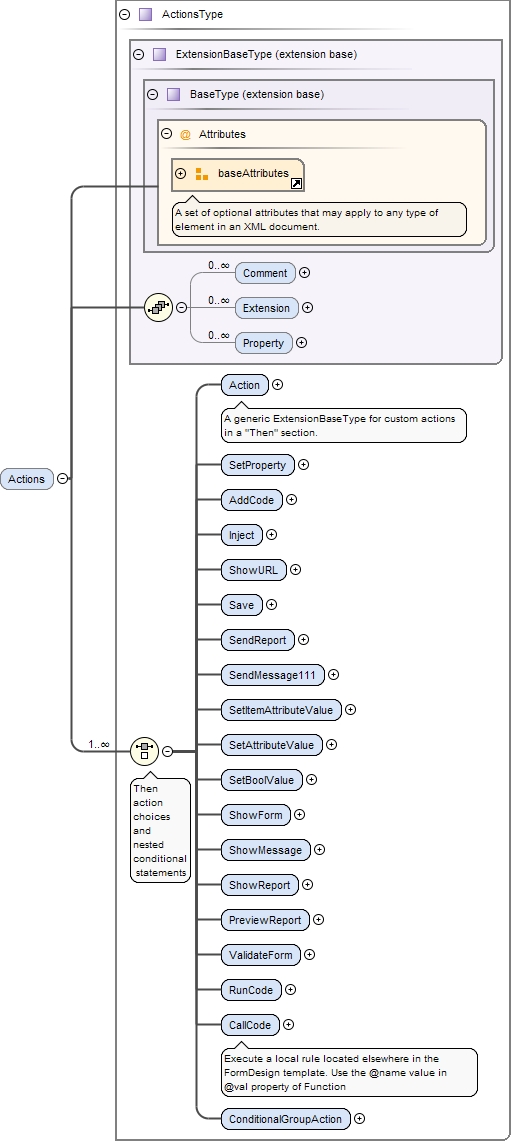 ActionsType
ExtensionBaseType (extension base)
BaseType (extension base)
@ Attributes
baseAttributes
A set of optional attributes that may apply to any type of
element in an XML document.
0..∞
Comment
0..∞
Extension
0..∞
Property
Action
A generic ExtensionBaseType for custom actions
in a "Then" section.
SetProperty
Actions
AddCode
Inject
ShowURL
Save
SendReport
SendMessage111
SetItemAttributeValue
1..∞
SetAttributeValue
Then
action
choices
and
nested
conditional
statements
SetBoolValue
ShowForm
ShowMessage
ShowReport
PreviewReport
ValidateForm
RunCode
CallCode
Execute a local rule located elsewhere in the
FormDesign template. Use the @name value in
@val property of Function
ConditionalGroupAction